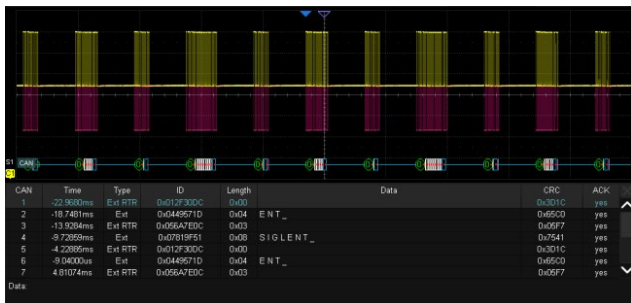 S1 CAN
C1
CAN Time Type ID Length Data CRC ACK
1 -22.9680ms Ext RTR 0x012F30DC 0x00 0x3D1C yes
2 -18.7481ms Ext 0x0449571D 0x04 E N T _ 0x65C0 yes
3 -13.9284ms Ext RTR 0x056A7E0C 0x03 0x05F7 yes
4 -9.72859ms Ext 0x07819F51 0x08 S I G L E N T _ 0x7541 yes
5 -4.22885ms Ext RTR 0x012F30DC 0x00 0x3D1C yes
6 -9.04000us Ext 0x0449571D 0x04 E N T _ 0x65C0 yes
7 4.81074ms Ext RTR 0x056A7E0C 0x03 0x05F7 yes
Data: